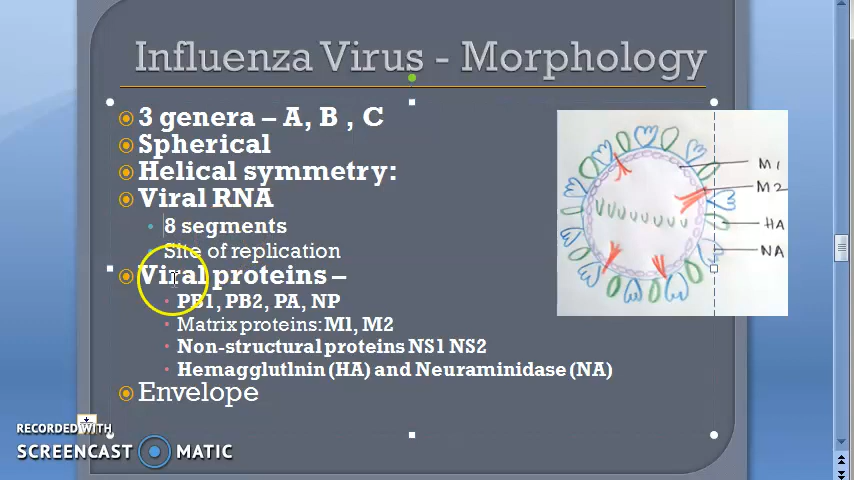 Influenza Virus - Morphology
3 genera – A, B , C
Spherical
Helical symmetry:
Viral RNA
8 segments
Site of replication
Viral proteins –
PB1, PB2, PA, NP
Matrix proteins: M1, M2
Non-structural proteins NS1 NS2
Hemagglutlnin (HA) and Neuraminidase (NA)
Envelope
M1
M2
HA
NA
RECORDED WITH
SCREENCAST MATIC